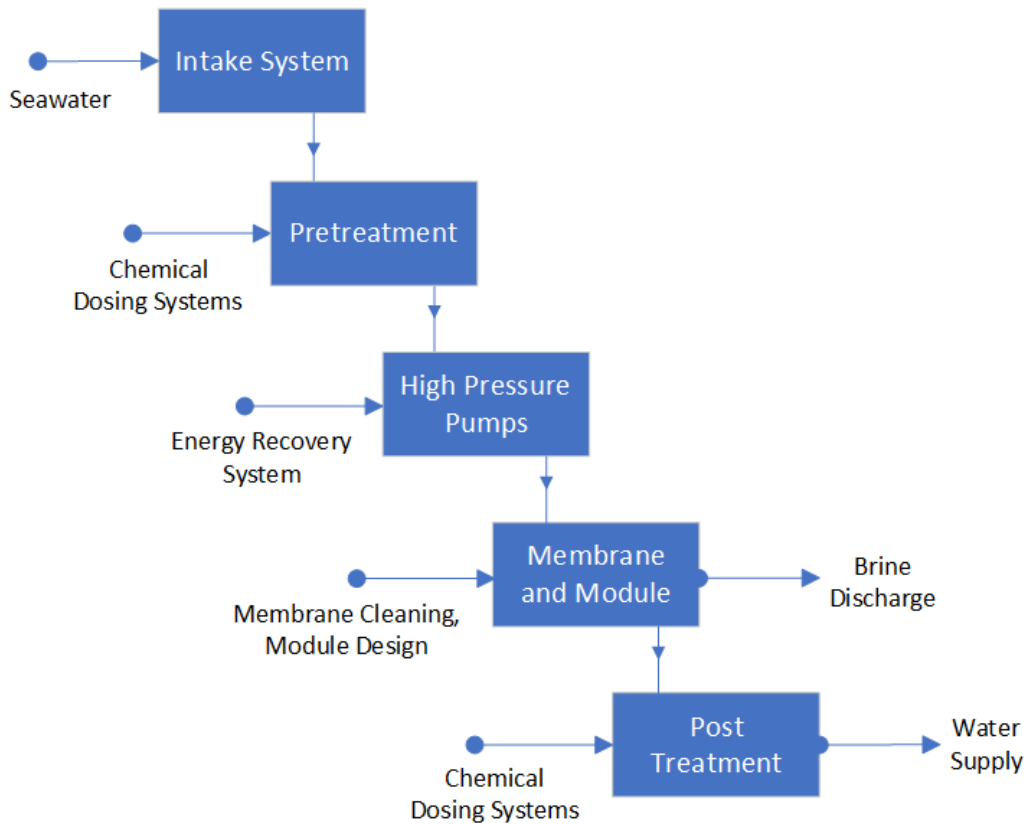 Intake System
Seawater
Pretreatment
Chemical
Dosing Systems
High Pressure
Pumps
Energy Recovery
System
Membrane
and Module
Brine
Discharge
Membrane Cleaning,
Module Design
Post
Treatment
Water
Supply
Chemical
Dosing Systems